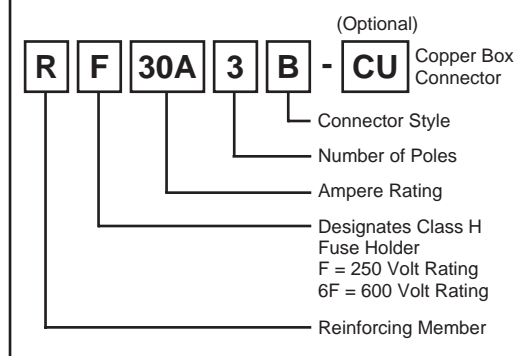 (Optional)
R F 30A 3 B - CU Copper Box
Connector
Connector Style
Number of Poles
Ampere Rating
Designates Class H
Fuse Holder
F = 250 Volt Rating
6F = 600 Volt Rating
Reinforcing Member